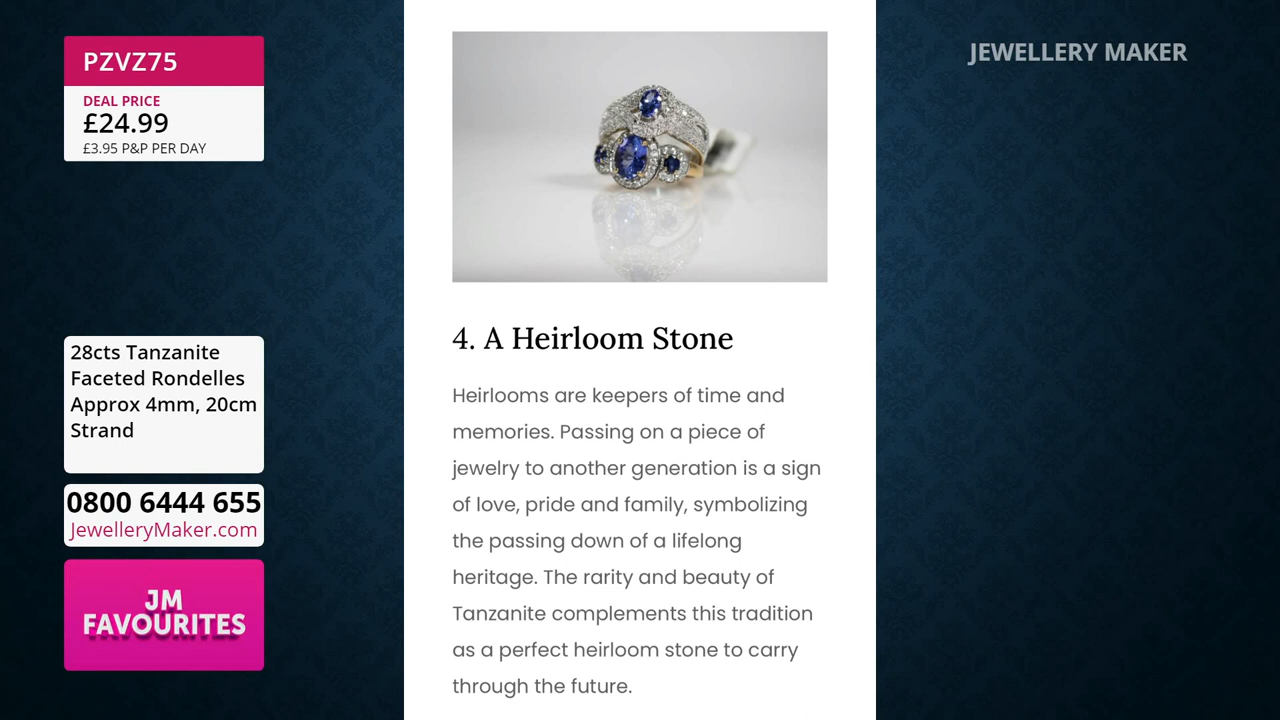 PZVZ75
DEAL PRICE
£24.99
£3.95 P&P PER DAY
28cts Tanzanite
Faceted Rondelles
Approx 4mm, 20cm
Strand
0800 6444 655
JewelleryMaker.com
JM
FAVOURITES
4. A Heirloom Stone
Heirlooms are keepers of time and
memories. Passing on a piece of
jewelry to another generation is a sign
of love, pride and family, symbolizing
the passing down of a lifelong
heritage. The rarity and beauty of
Tanzanite complements this tradition
as a perfect heirloom stone to carry
through the future.
JEWELLERY MAKER